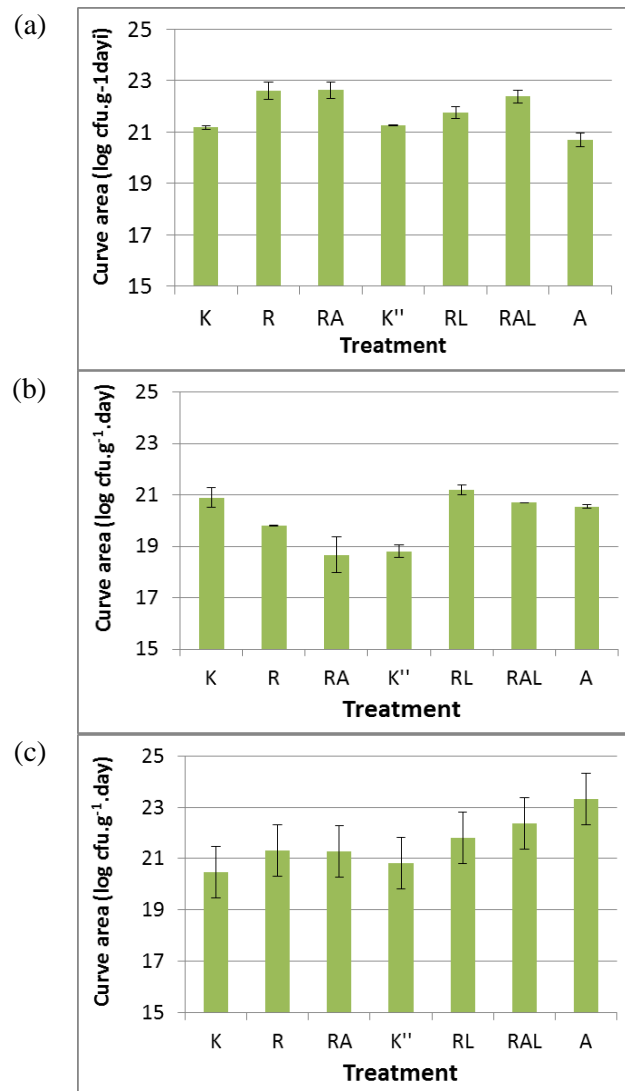 (a)
Curve area (log cfu.g-1dayi)
25
23
21
19
17
15
K R RA K'' RL RAL A
Treatment
(b)
Curve area (log cfu.g⁻¹.day)
25
23
21
19
17
15
K R RA K'' RL RAL A
Treatment
(c)
Curve area (log cfu.g⁻¹.day)
25
23
21
19
17
15
K R RA K'' RL RAL A
Treatment